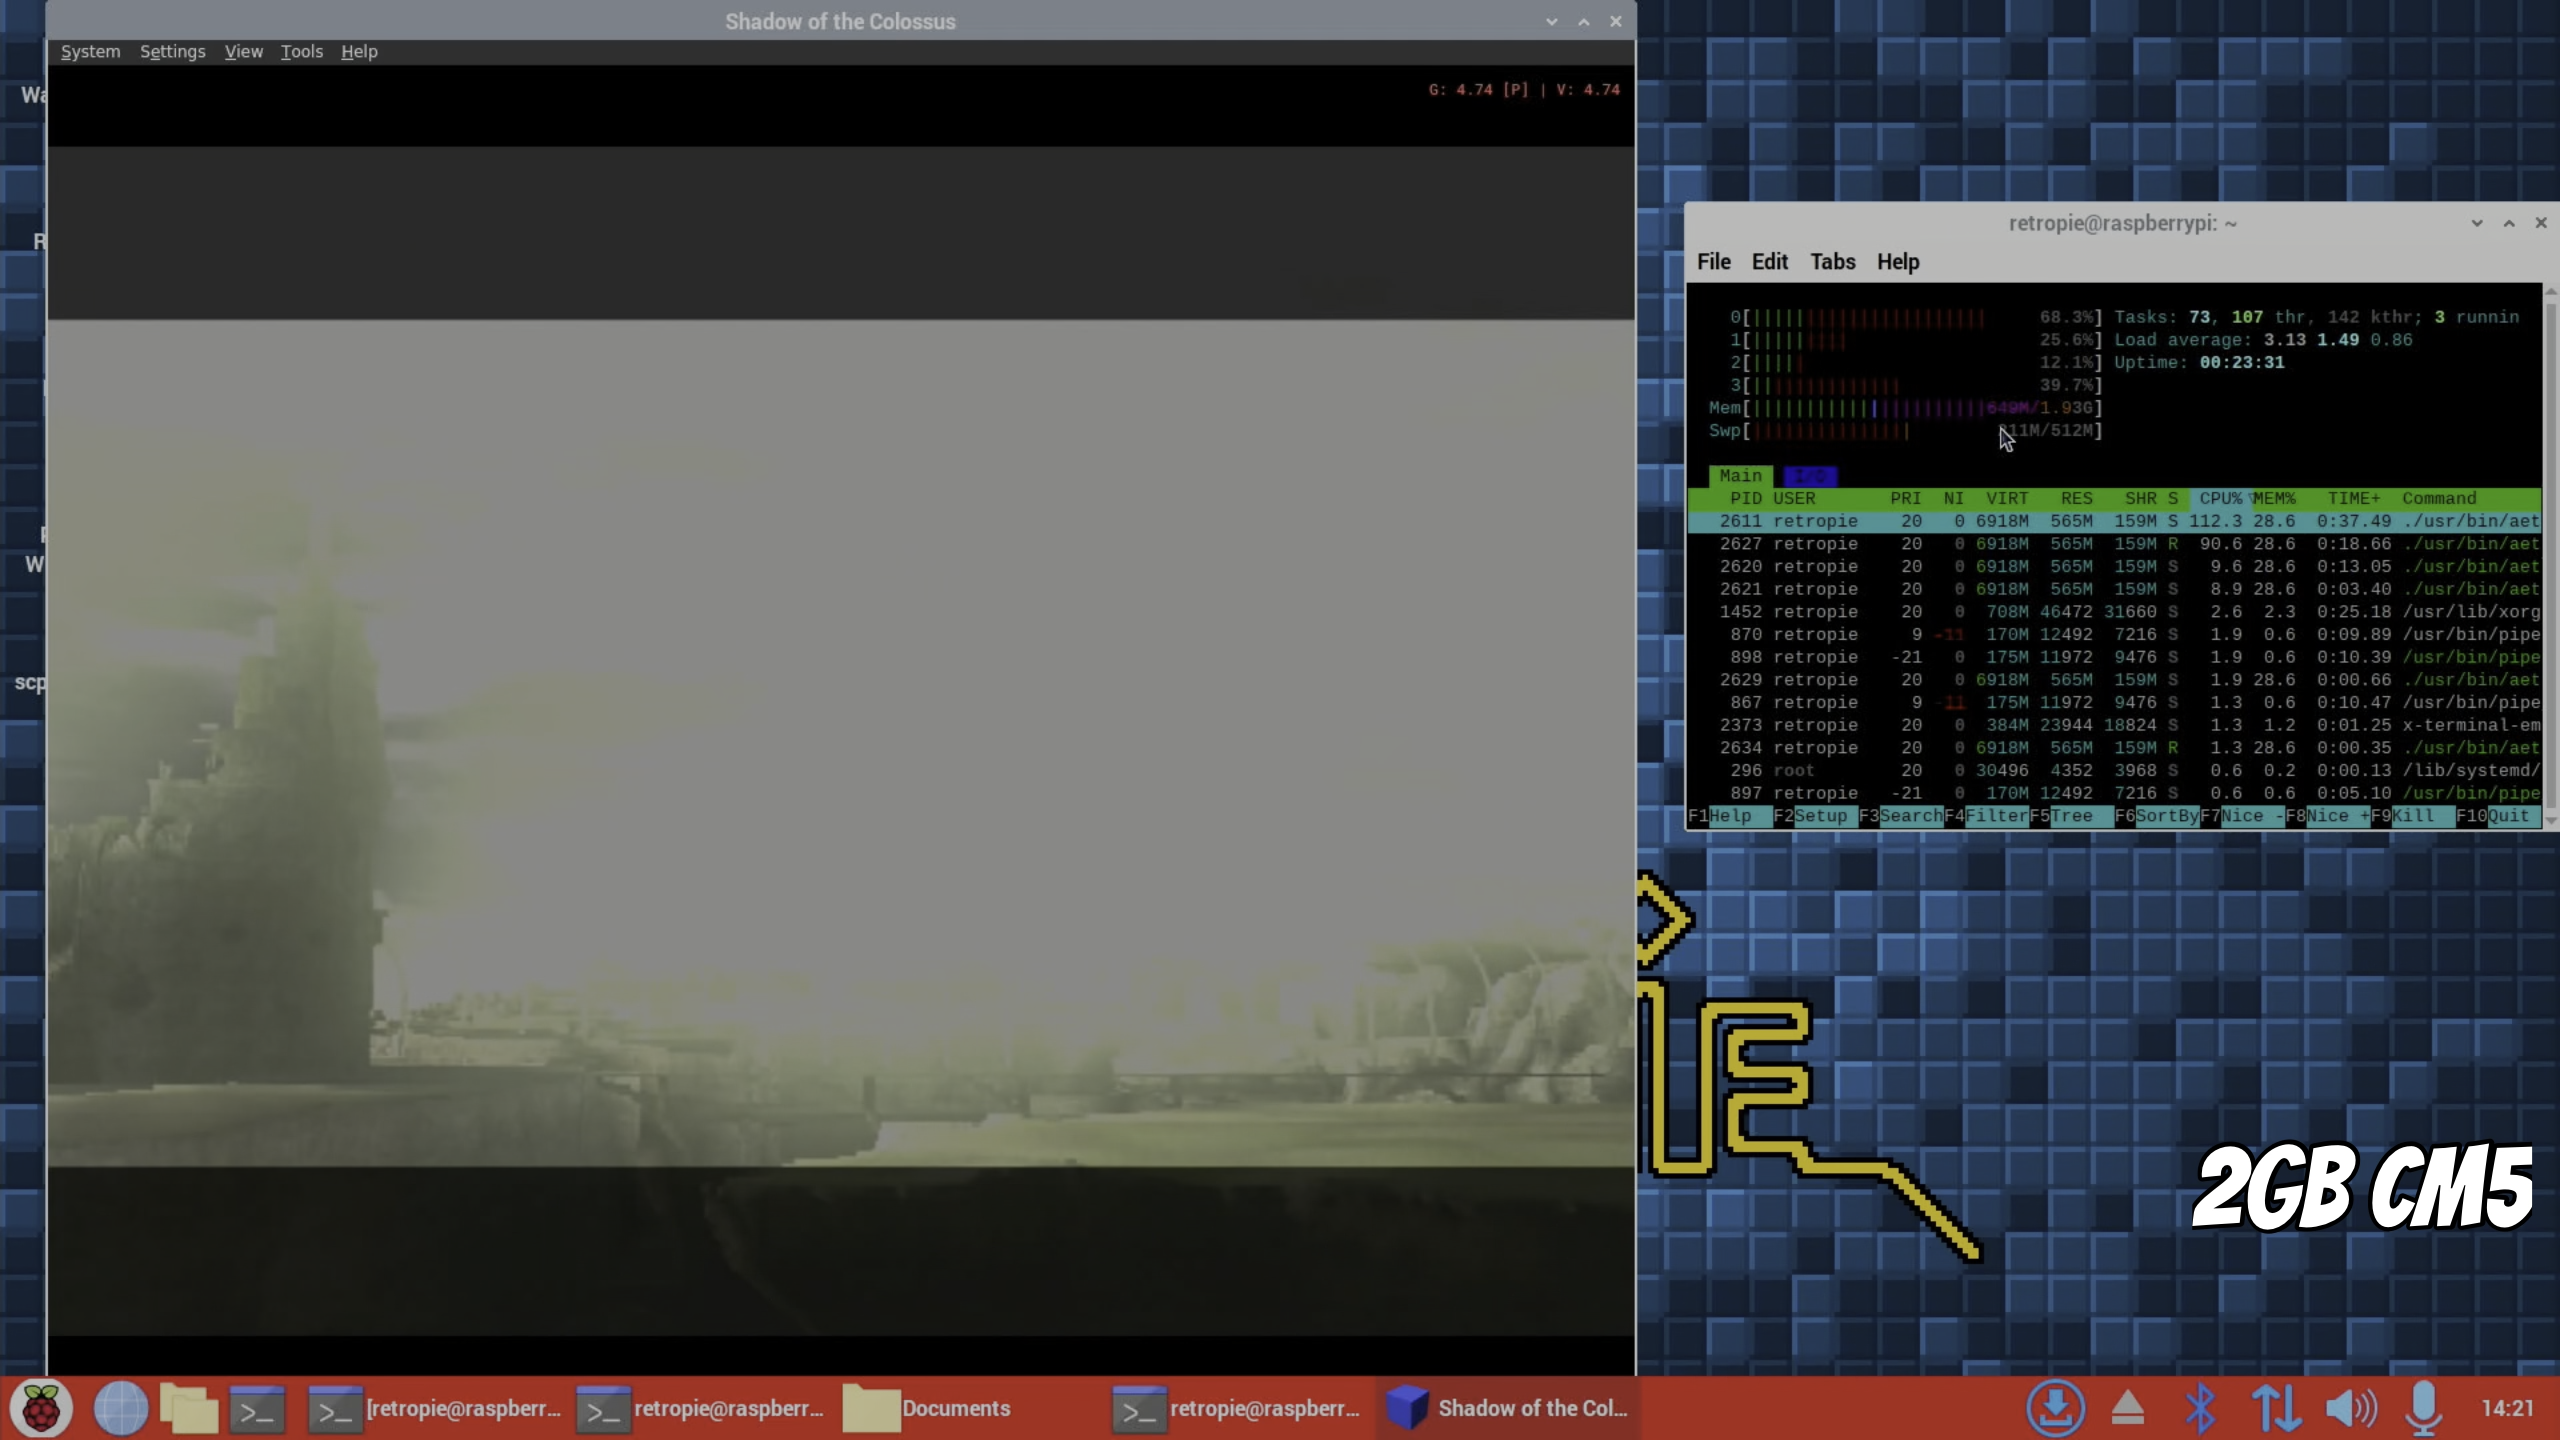 Shadow of the Colossus
System Settings View Tools Help
G: 4.74 [P] | V: 4.74
Wa
R
W
scp
retropie@raspberrypi: ~
File Edit Tabs Help
0[ 68.3%] Tasks: 73, 107 thr, 142 kthr; 3 runnin
1[ 25.6%] Load average: 3.13 1.49 0.86
2[ 12.1%] Uptime: 00:23:31
3[ 39.7%]
Mem[ 649M/1.93G]
Swp[ 11M/512M]
Main I/O
PID USER PRI NI VIRT RES SHR S CPU%▽MEM% TIME+ Command
2611 retropie 20 0 6918M 565M 159M S 112.3 28.6 0:37.49 ./usr/bin/aet
2627 retropie 20 0 6918M 565M 159M R 90.6 28.6 0:18.66 ./usr/bin/aet
2620 retropie 20 0 6918M 565M 159M S 9.6 28.6 0:13.05 ./usr/bin/aet
2621 retropie 20 0 6918M 565M 159M S 8.9 28.6 0:03.40 ./usr/bin/aet
1452 retropie 20 0 708M 46472 31660 S 2.6 2.3 0:25.18 /usr/lib/xorg
870 retropie 9 -11 170M 12492 7216 S 1.9 0.6 0:09.89 /usr/bin/pipe
898 retropie -21 0 175M 11972 9476 S 1.9 0.6 0:10.39 /usr/bin/pipe
2629 retropie 20 0 6918M 565M 159M S 1.9 28.6 0:00.66 ./usr/bin/aet
867 retropie 9 -11 175M 11972 9476 S 1.3 0.6 0:10.47 /usr/bin/pipe
2373 retropie 20 0 384M 23944 18824 S 1.3 1.2 0:01.25 x-terminal-em
2634 retropie 20 0 6918M 565M 159M R 1.3 28.6 0:00.35 ./usr/bin/aet
296 root 20 0 30496 4352 3968 S 0.6 0.2 0:00.13 /lib/systemd/
897 retropie -21 0 170M 12492 7216 S 0.6 0.6 0:05.10 /usr/bin/pipe
F1Help F2Setup F3SearchF4FilterF5Tree F6SortByF7Nice -F8Nice +F9Kill F10Quit
2GB CM5
[retropie@raspberr... retropie@raspberr... Documents retropie@raspberr... Shadow of the Col... 14:21